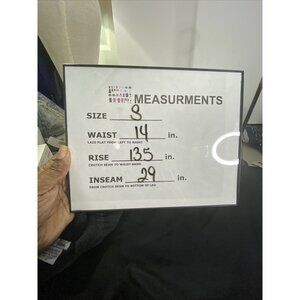 MEASURMENTS
SIZE 8
WAIST 14 in.
LAID FLAT FROM LEFT TO RIGHT
RISE 13.5 in.
CROTCH SEAM TO WAIST BAND
INSEAM 29 in.
FROM CROTCH SEAM TO BOTTOM OF LEG